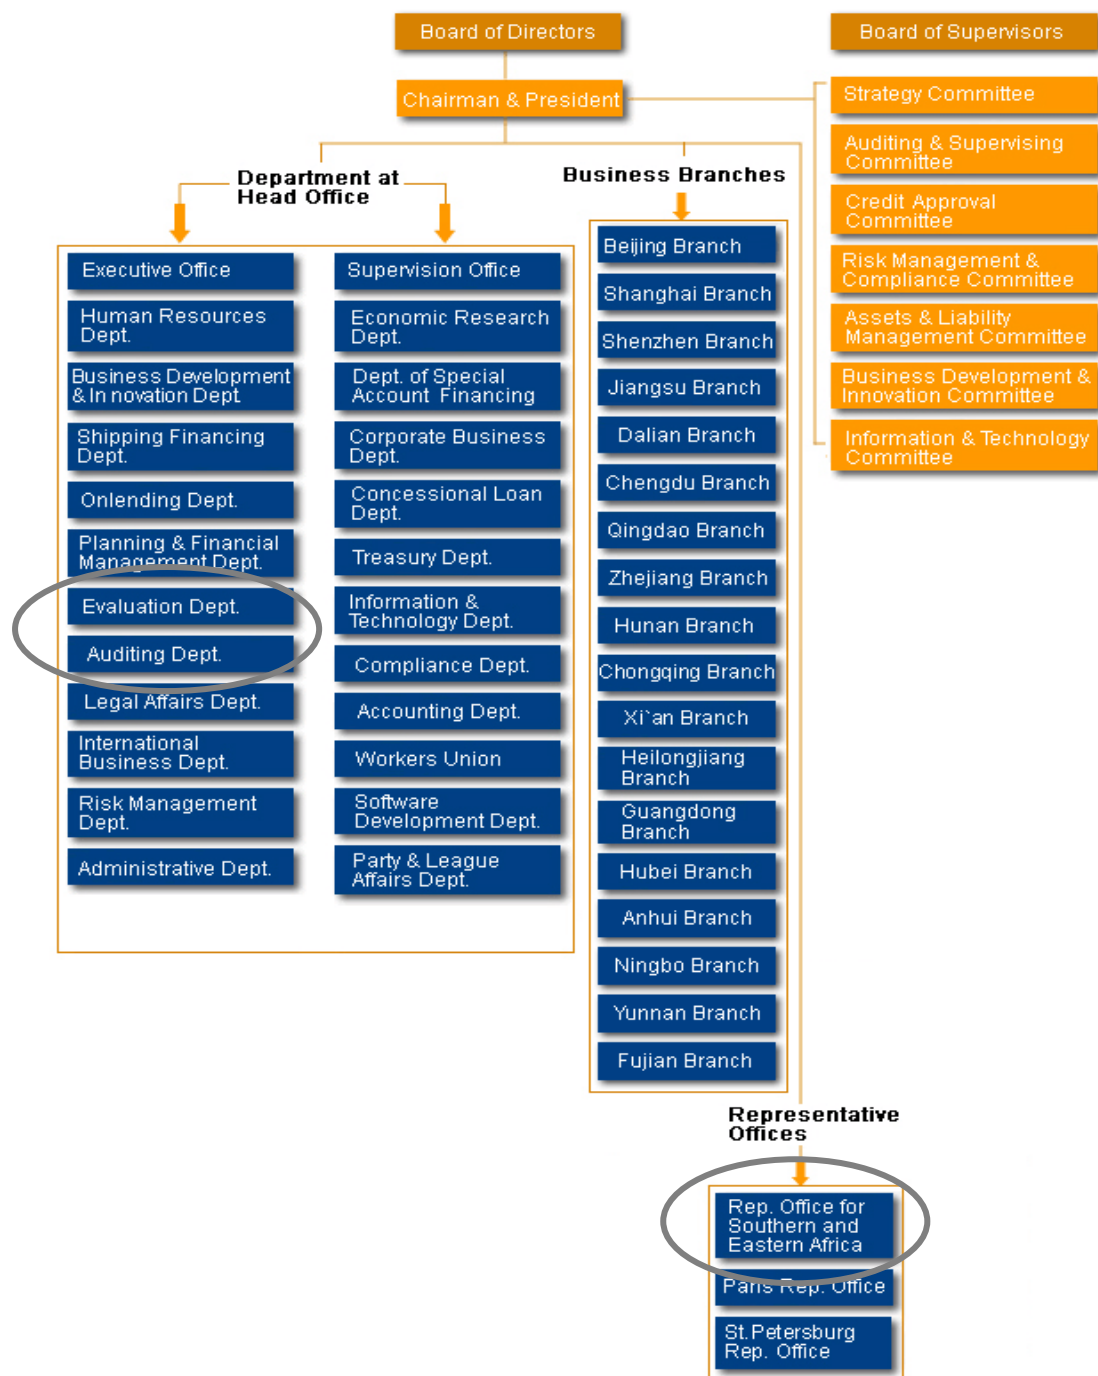 Board of Directors
Board of Supervisors
Chairman & President
Strategy Committee
Auditing & Supervising
Committee
Credit Approval
Committee
Risk Management &
Compliance Committee
Assets & Liability
Management Committee
Business Development &
Innovation Committee
Information & Technology
Committee
Department at
Head Office
Executive Office
Human Resources
Dept.
Business Development
& In novation Dept
Shipping Financing
Dept.
Onlending Dept.
Planning & Financial
Management Dept.
Evaluation Dept.
Auditing Dept.
Legal Affairs Dept.
International
Business Dept.
Risk Management
Dept.
Administrative Dept.
Supervision Office
Economic Research
Dept.
Dept. of Special
Account Financing
Corporate Business
Dept.
Concessional Loan
Dept.
Treasury Dept.
Information &
Technology Dept.
Compliance Dept.
Accounting Dept.
Workers Union
Software
Development Dept.
Party & League
Affairs Dept.
Business Branches
Beijing Branch
Shanghai Branch
Shenzhen Branch
Jiangsu Branch
Dalian Branch
Chengdu Branch
Qingdao Branch
Zhejiang Branch
Hunan Branch
Chongqing Branch
Xi`an Branch
Heilongjiang
Branch
Guangdong
Branch
Hubei Branch
Anhui Branch
Ningbo Branch
Yunnan Branch
Fujian Branch
Representative
Offices
Rep. Office for
Southern and
Eastern Africa
Paris Rep. Office
St.Petersburg
Rep. Office